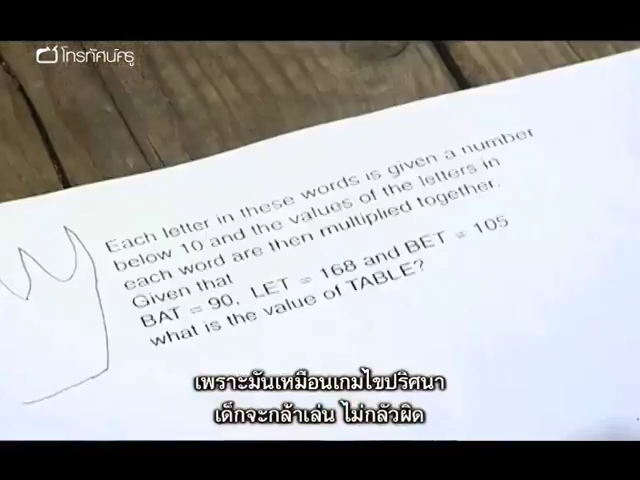 โทรทัศน์ครู
Each letter in these words is given a number
below 10 and the values of the letters in
each word are then multiplied together.
Given that
BAT = 90, LET = 168 and BET = 105
what is the value of TABLE?
เพราะมันเหมือนเกมไขปริศนา
เด็กจะกล้าเล่น ไม่กลัวผิด